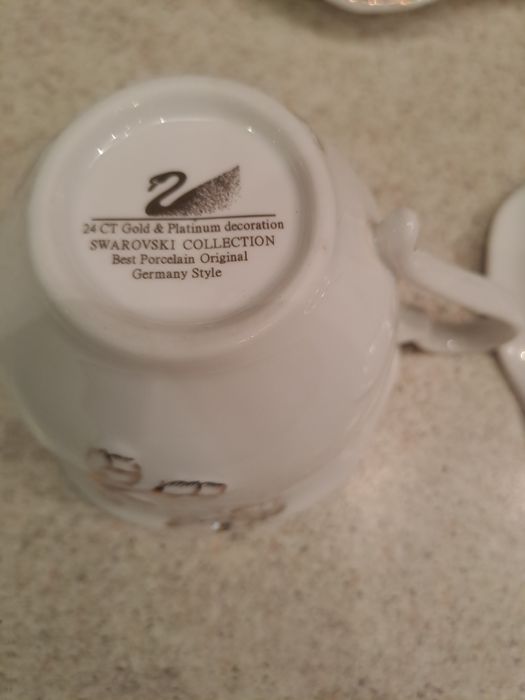 24 CT Gold & Platinum decoration
SWAROVSKI COLLECTION
Best Porcelain Original
Germany Style